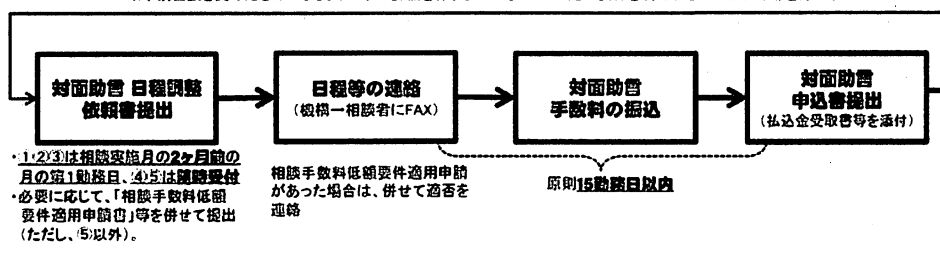 対面助言 日程調整
依頼書提出
日程等の連絡
(機構→相談者にFAX)
対面助言
手数料の振込
対面助言
申込書提出
(払込金受取書等を添付)
・①②③は相談実施月の2ヶ月前の
月の第1勤務日、④⑤は随時受付
・必要に応じて、「相談手数料低額
要件適用申請書」等を併せて提出
(ただし、⑤以外)。
相談手数料低額要件適用申請
があった場合は、併せて適否を
連絡
原則15勤務日以内